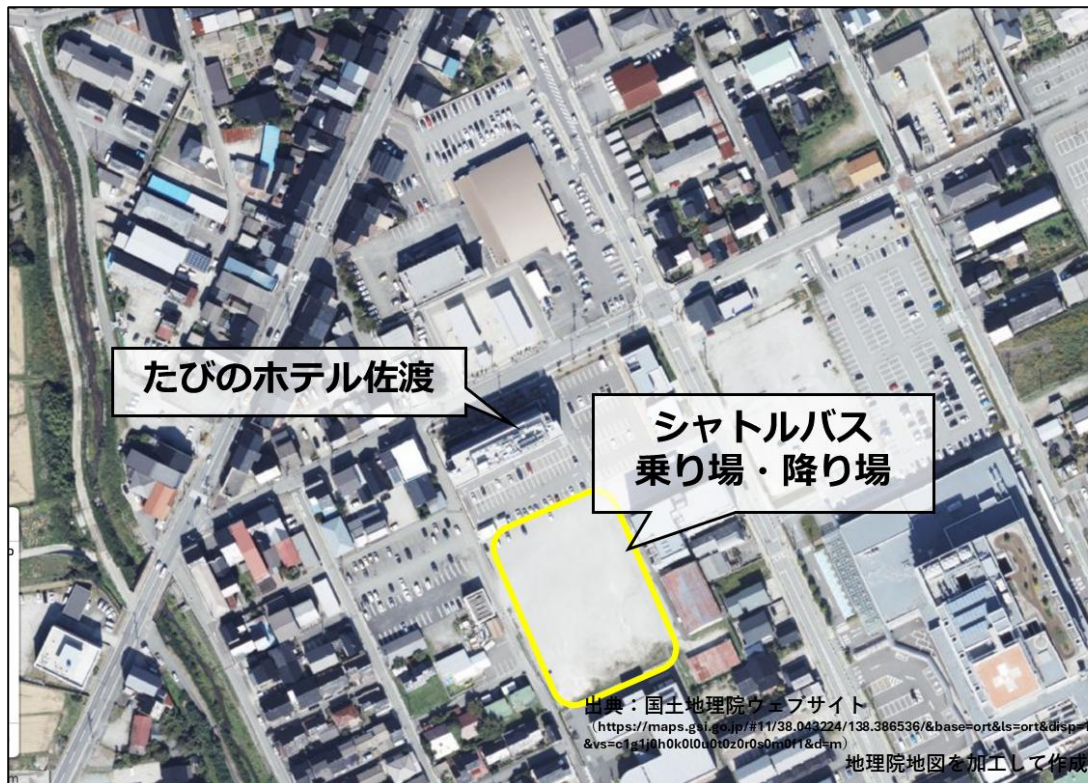 たびのホテル佐渡
シャトルバス
乗り場・降り場
出典：国土地理院ウェブサイト
（https://maps.gsi.go.jp/#11/38.043224/138.386536/&base=ort&ls=ort&disp=1
&vs=c1g1j0h0k0l0u0t0z0r0s0m0f1&d=m）
地理院地図を加工して作成